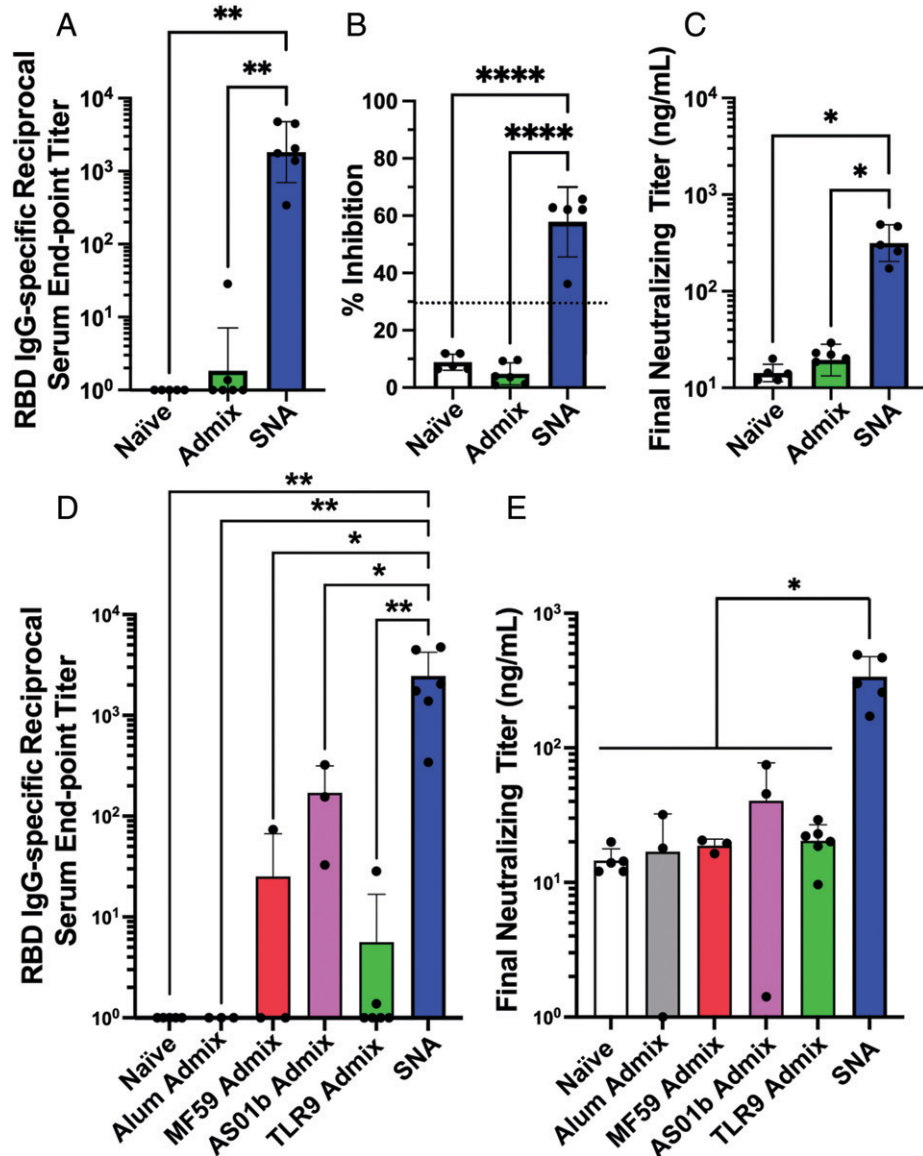 A
RBD IgG-specific Reciprocal
Serum End-point Titer
10⁴
10³
10²
10¹
10⁰
**
**
Naïve
Admix
SNA
B
% Inhibition
100
80
60
40
20
0
****
****
Naïve
Admix
SNA
C
Final Neutralizing Titer (ng/mL)
10⁴
10³
10²
10¹
*
*
Naïve
Admix
SNA
D
RBD IgG-specific Reciprocal
Serum End-point Titer
10⁴
10³
10²
10¹
10⁰
**
**
*
*
**
Naïve
Alum Admix
MF59 Admix
AS01b Admix
TLR9 Admix
SNA
E
Final Neutralizing Titer (ng/mL)
10³
10²
10¹
10⁰
*
Naïve
Alum Admix
MF59 Admix
AS01b Admix
TLR9 Admix
SNA